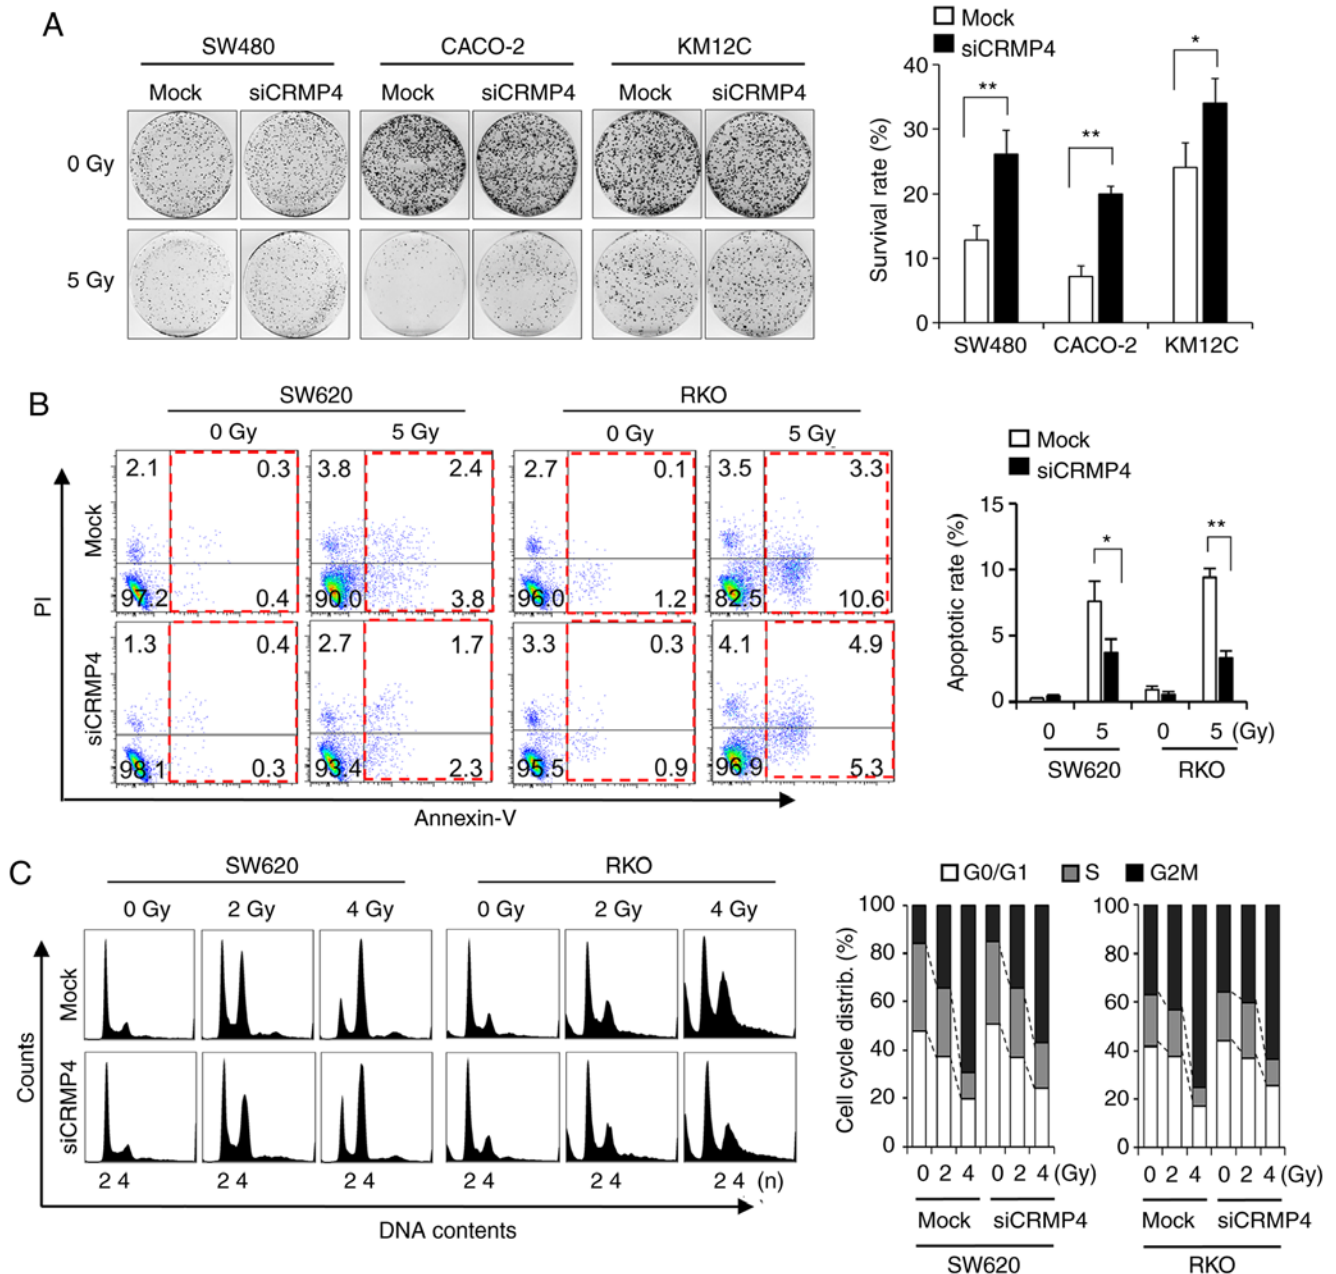 A
SW480 CACO-2 KM12C
Mock siCRMP4 Mock siCRMP4 Mock siCRMP4
0 Gy
5 Gy
Mock
siCRMP4
Survival rate (%)
40
30
20
10
0
** ** *
SW480 CACO-2 KM12C
B
SW620 RKO
0 Gy 5 Gy 0 Gy 5 Gy
PI
Mock
2.1 0.3 3.8 2.4 2.7 0.1 3.5 3.3
97.2 0.4 90.0 3.8 96.0 1.2 82.5 10.6
siCRMP4
1.3 0.4 2.7 1.7 3.3 0.3 4.1 4.9
98.1 0.3 93.4 2.3 95.5 0.9 96.9 5.3
Annexin-V
Mock
siCRMP4
Apoptotic rate (%)
15
10
5
0
* **
0 5 0 5 (Gy)
SW620 RKO
C
SW620 RKO
0 Gy 2 Gy 4 Gy 0 Gy 2 Gy 4 Gy
Counts
Mock
siCRMP4
2 4 2 4 2 4 2 4 2 4 2 4 (n)
DNA contents
G0/G1 S G2M
Cell cycle distrib. (%)
100 100
80 80
60 60
40 40
20 20
0 0
0 2 4 0 2 4 (Gy) 0 2 4 0 2 4 (Gy)
Mock siCRMP4 Mock siCRMP4
SW620 RKO